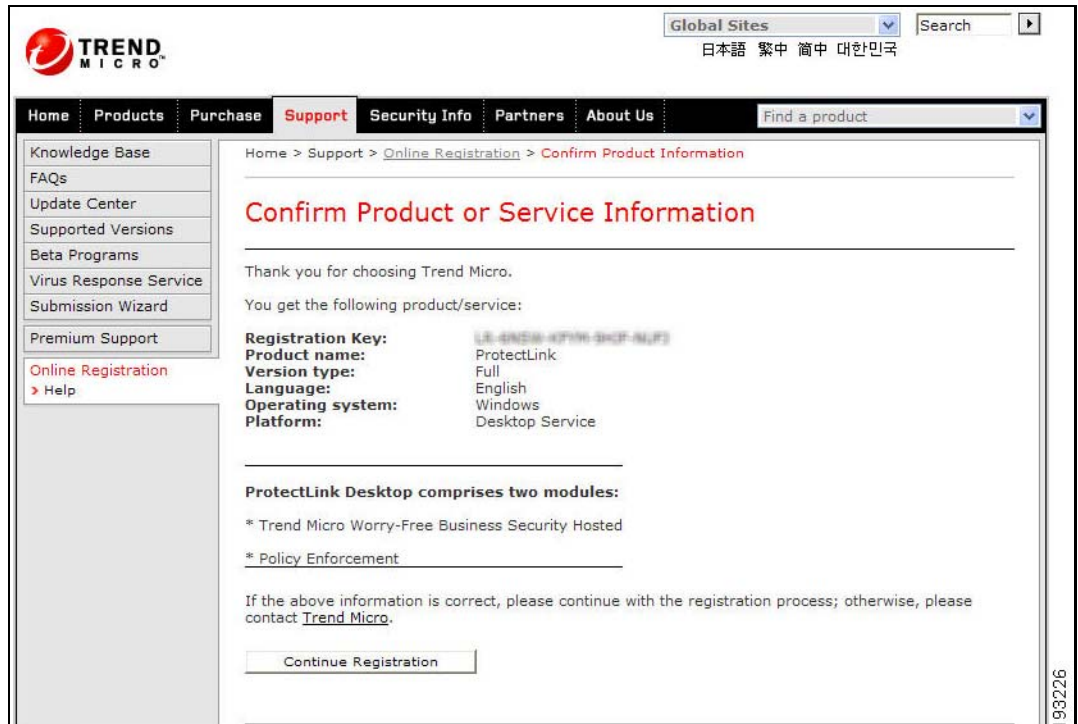 TREND MICRO™
Global Sites
Search
日本語 繁中 简中 대한민국
Home Products Purchase Support Security Info Partners About Us
Find a product
Knowledge Base
FAQs
Update Center
Supported Versions
Beta Programs
Virus Response Service
Submission Wizard
Premium Support
Online Registration
> Help
Home > Support > Online Registration > Confirm Product Information
Confirm Product or Service Information
Thank you for choosing Trend Micro.
You get the following product/service:
Registration Key:
Product name: ProtectLink
Version type: Full
Language: English
Operating system: Windows
Platform: Desktop Service
ProtectLink Desktop comprises two modules:
* Trend Micro Worry-Free Business Security Hosted
* Policy Enforcement
If the above information is correct, please continue with the registration process; otherwise, please
contact Trend Micro.
Continue Registration
193226